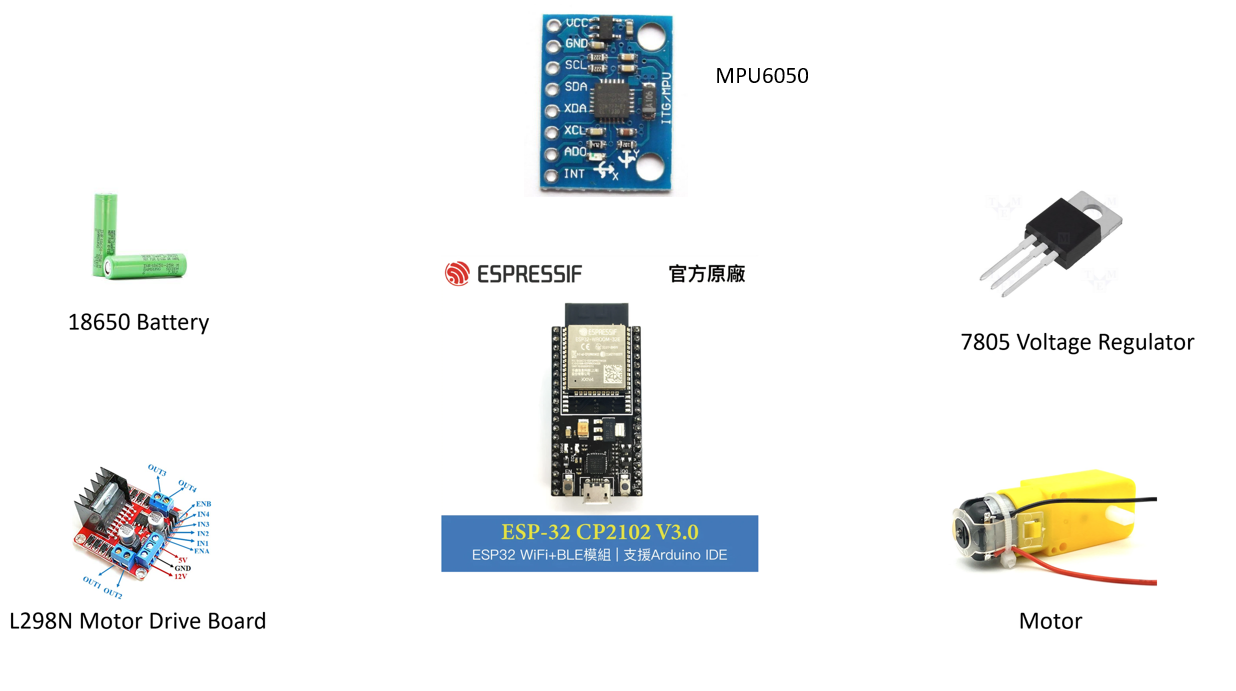 VCC
GND
SCL
SDA
XDA
XCL
ADO
INT
ITG/MPU
Y
X
MPU6050
18650 Battery
ESPRESSIF
官方原廠
7805 Voltage Regulator
ESPRESSIF
ESP-32 CP2102 V3.0
ESP32 WiFi+BLE模組 | 支援Arduino IDE
OUT3
OUT4
ENB
IN4
IN3
IN2
IN1
ENA
5V
GND
12V
OUT1
OUT2
L298N Motor Drive Board
Motor